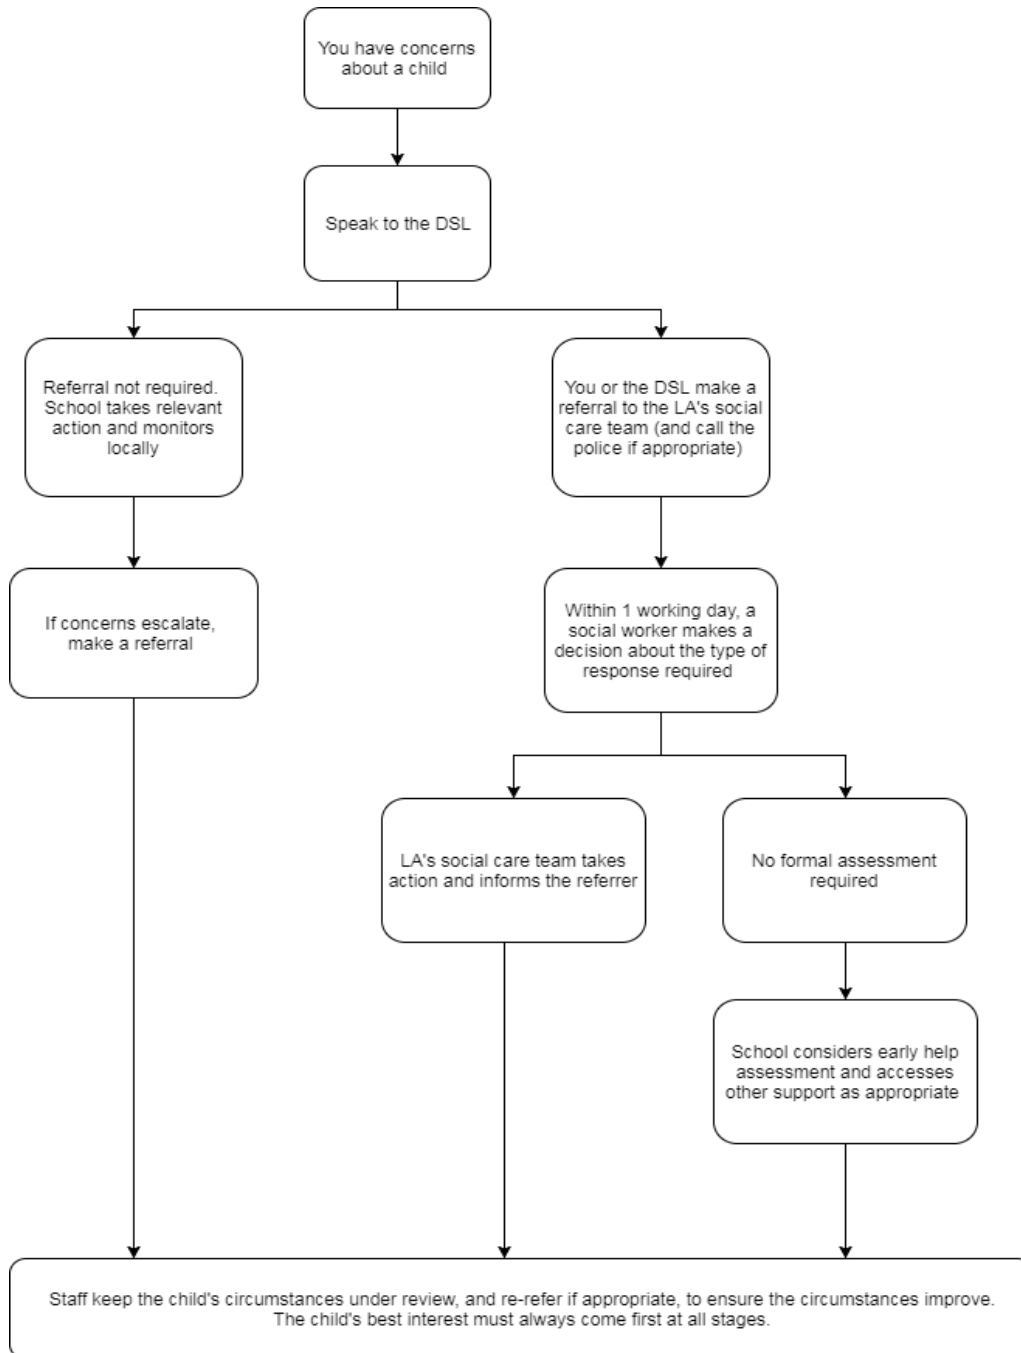 You have concerns
about a child
Speak to the DSL
Referral not required.
School takes relevant
action and monitors
locally
You or the DSL make a
referral to the LA's social
care team (and call the
police if appropriate)
If concerns escalate,
make a referral
Within 1 working day, a
social worker makes a
decision about the type of
response required
LA's social care team takes
action and informs the referrer
No formal assessment
required
School considers early help
assessment and accesses
other support as appropriate
Staff keep the child's circumstances under review, and re-refer if appropriate, to ensure the circumstances improve.
The child's best interest must always come first at all stages.